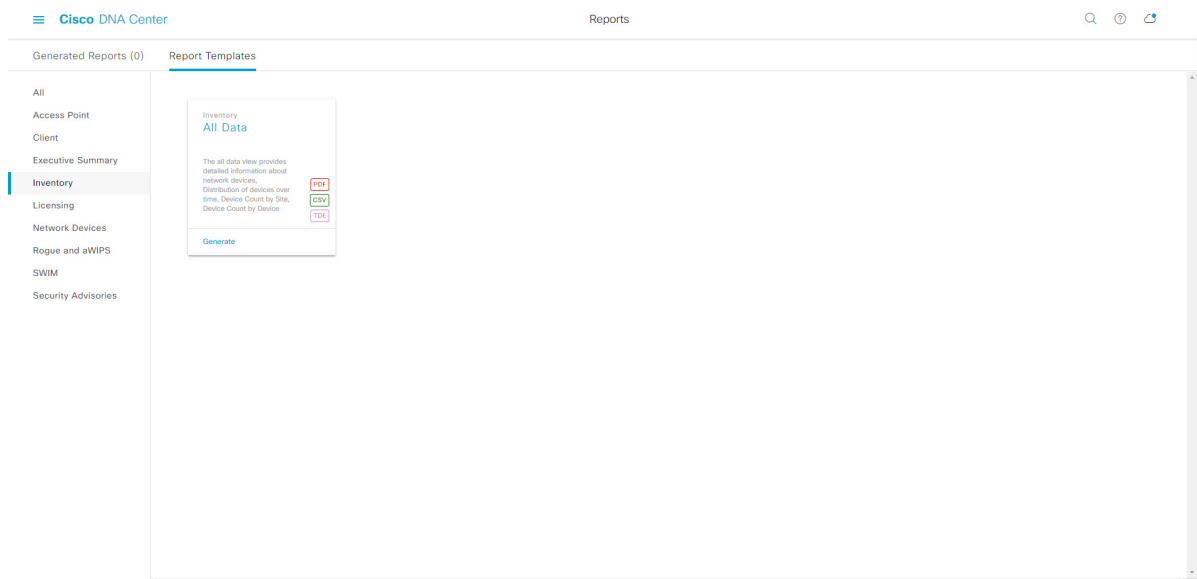 Cisco DNA Center
Reports
Generated Reports (0)
Report Templates
All
Access Point
Client
Executive Summary
Inventory
Licensing
Network Devices
Rogue and aWIPS
SWIM
Security Advisories
Inventory
All Data
The all data view provides
detailed information about
network devices,
Distribution of devices over
time, Device Count by Site,
Device Count by Device
PDF
CSV
TDE
Generate